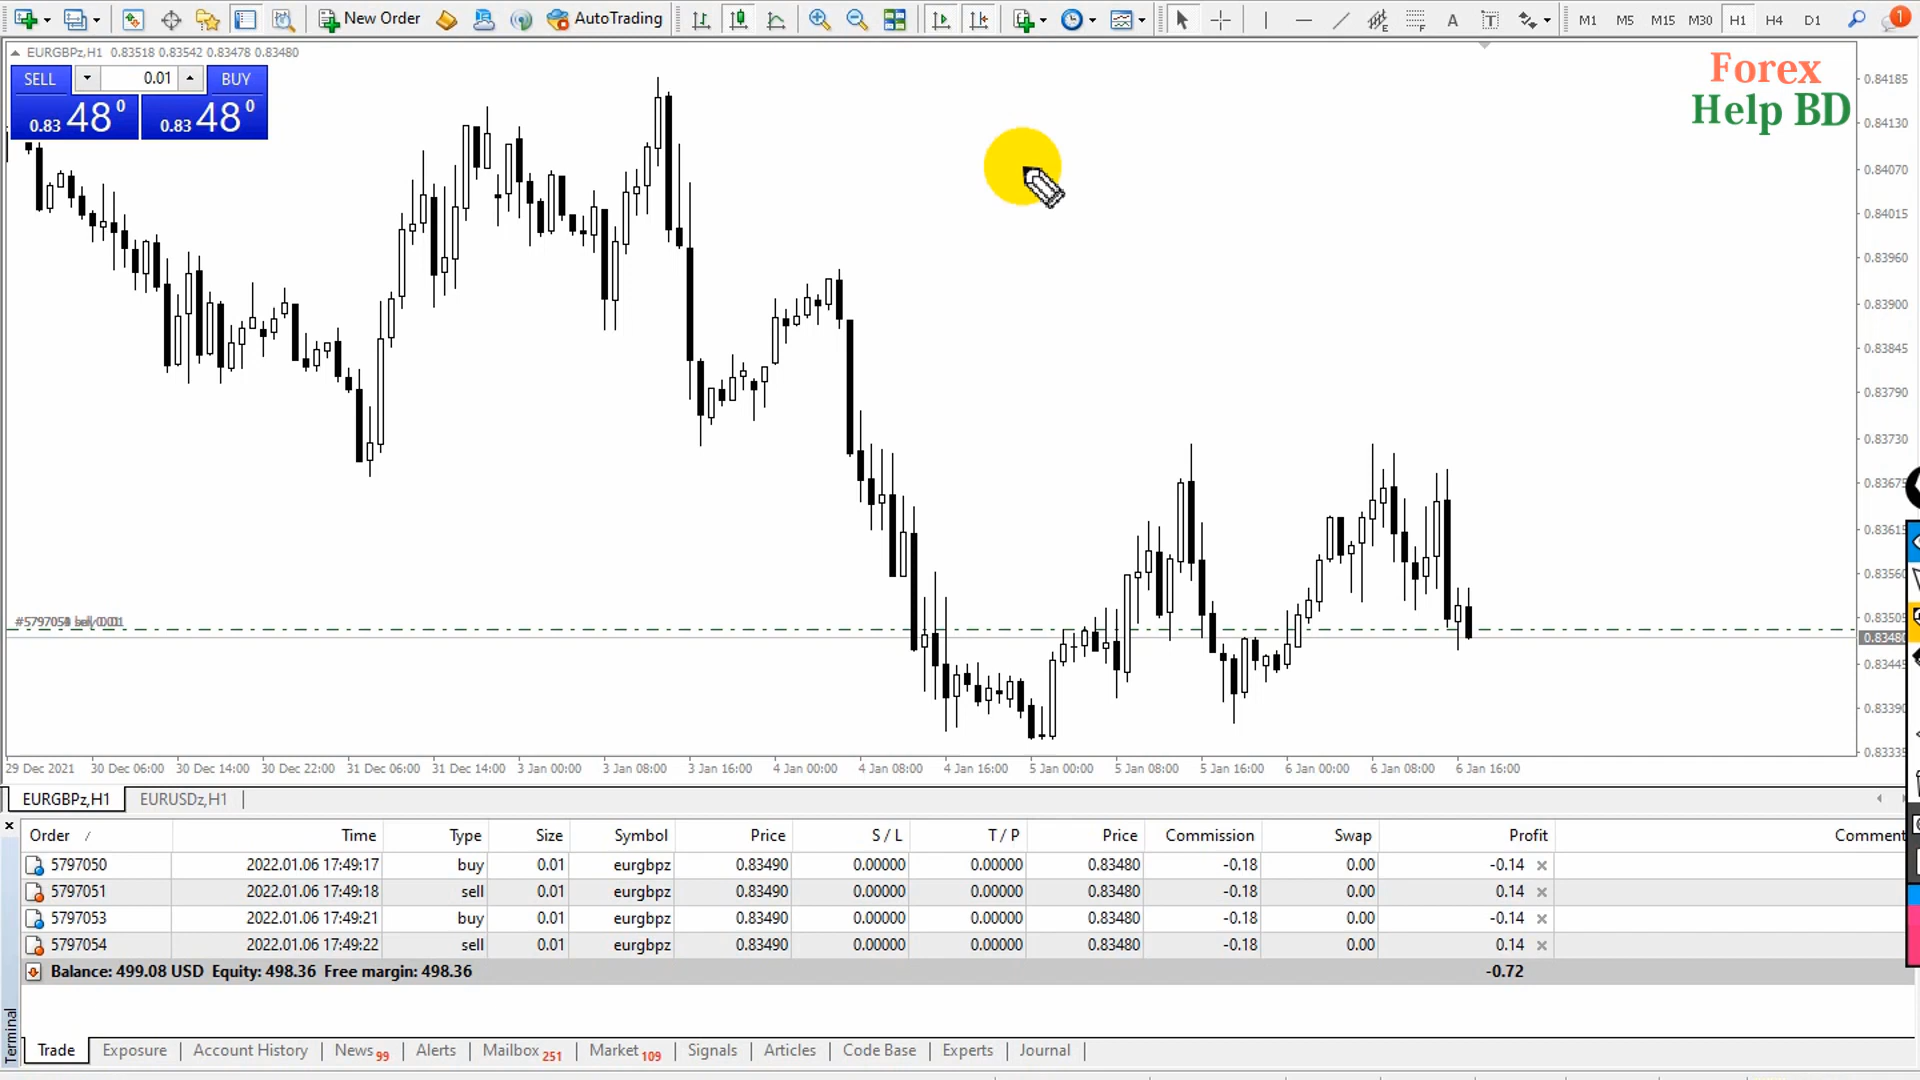 New Order AutoTrading A T M1 M5 M15 M30 H1 H4 D1 1
EURGBPz,H1 0.83518 0.83542 0.83478 0.83480
SELL 0.01 BUY
0.83 48 0 0.83 48 0
Forex
Help BD
0.84185
0.84130
0.84070
0.84015
0.83960
0.83900
0.83845
0.83790
0.83730
0.83675
0.83615
0.83560
0.83505
0.83480
0.83445
0.83390
0.83335
29 Dec 2021 30 Dec 06:00 30 Dec 14:00 30 Dec 22:00 31 Dec 06:00 31 Dec 14:00 3 Jan 00:00 3 Jan 08:00 3 Jan 16:00 4 Jan 00:00 4 Jan 08:00 4 Jan 16:00 5 Jan 00:00 5 Jan 08:00 5 Jan 16:00 6 Jan 00:00 6 Jan 08:00 6 Jan 16:00
EURGBPz,H1 EURUSDz,H1
Order / Time Type Size Symbol Price S / L T / P Price Commission Swap Profit Comment
5797050 2022.01.06 17:49:17 buy 0.01 eurgbpz 0.83490 0.00000 0.00000 0.83480 -0.18 0.00 -0.14
5797051 2022.01.06 17:49:18 sell 0.01 eurgbpz 0.83490 0.00000 0.00000 0.83480 -0.18 0.00 0.14
5797053 2022.01.06 17:49:21 buy 0.01 eurgbpz 0.83490 0.00000 0.00000 0.83480 -0.18 0.00 -0.14
5797054 2022.01.06 17:49:22 sell 0.01 eurgbpz 0.83490 0.00000 0.00000 0.83480 -0.18 0.00 0.14
Balance: 499.08 USD Equity: 498.36 Free margin: 498.36 -0.72
Terminal
Trade Exposure Account History News 99 Alerts Mailbox 251 Market 109 Signals Articles Code Base Experts Journal